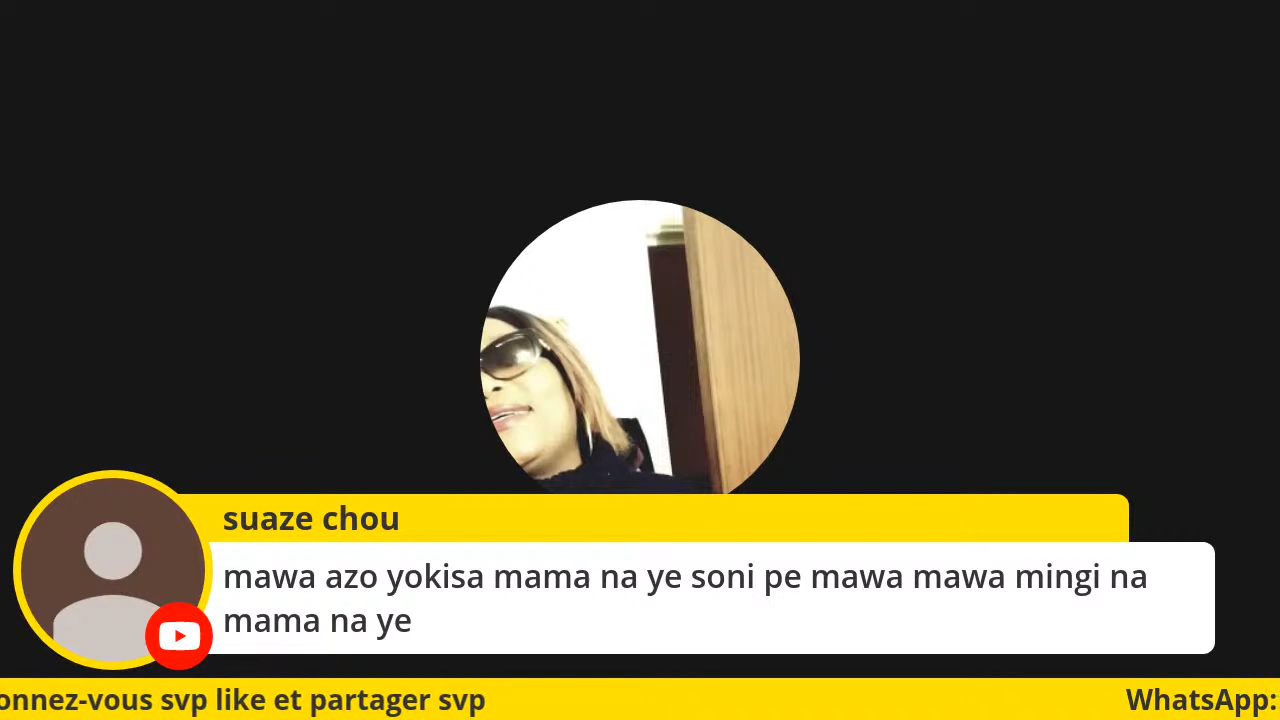 suaze chou
mawa azo yokisa mama na ye soni pe mawa mawa mingi na
mama na ye
onnez-vous svp like et partager svp
WhatsApp: